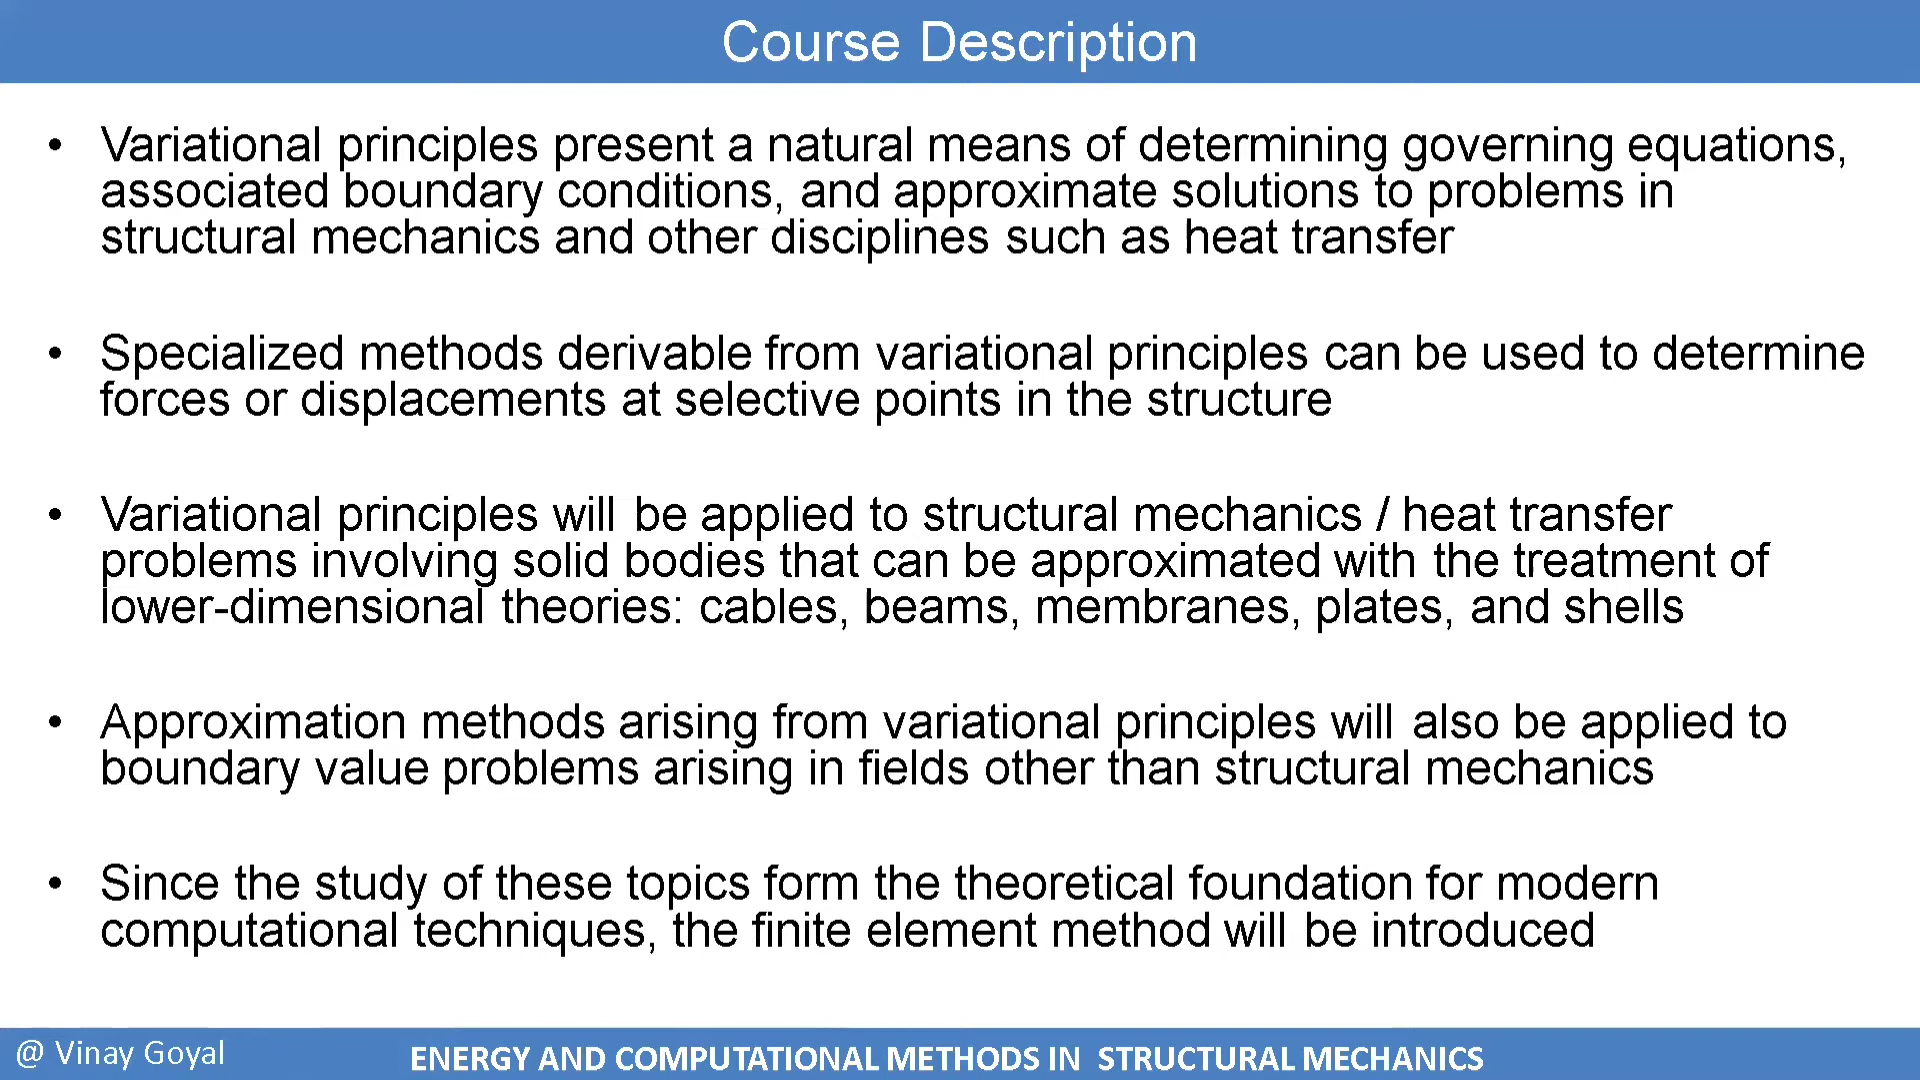 Course Description
• Variational principles present a natural means of determining governing equations,
associated boundary conditions, and approximate solutions to problems in
structural mechanics and other disciplines such as heat transfer
• Specialized methods derivable from variational principles can be used to determine
forces or displacements at selective points in the structure
• Variational principles will be applied to structural mechanics / heat transfer
problems involving solid bodies that can be approximated with the treatment of
lower-dimensional theories: cables, beams, membranes, plates, and shells
• Approximation methods arising from variational principles will also be applied to
boundary value problems arising in fields other than structural mechanics
• Since the study of these topics form the theoretical foundation for modern
computational techniques, the finite element method will be introduced
@ Vinay Goyal
ENERGY AND COMPUTATIONAL METHODS IN STRUCTURAL MECHANICS